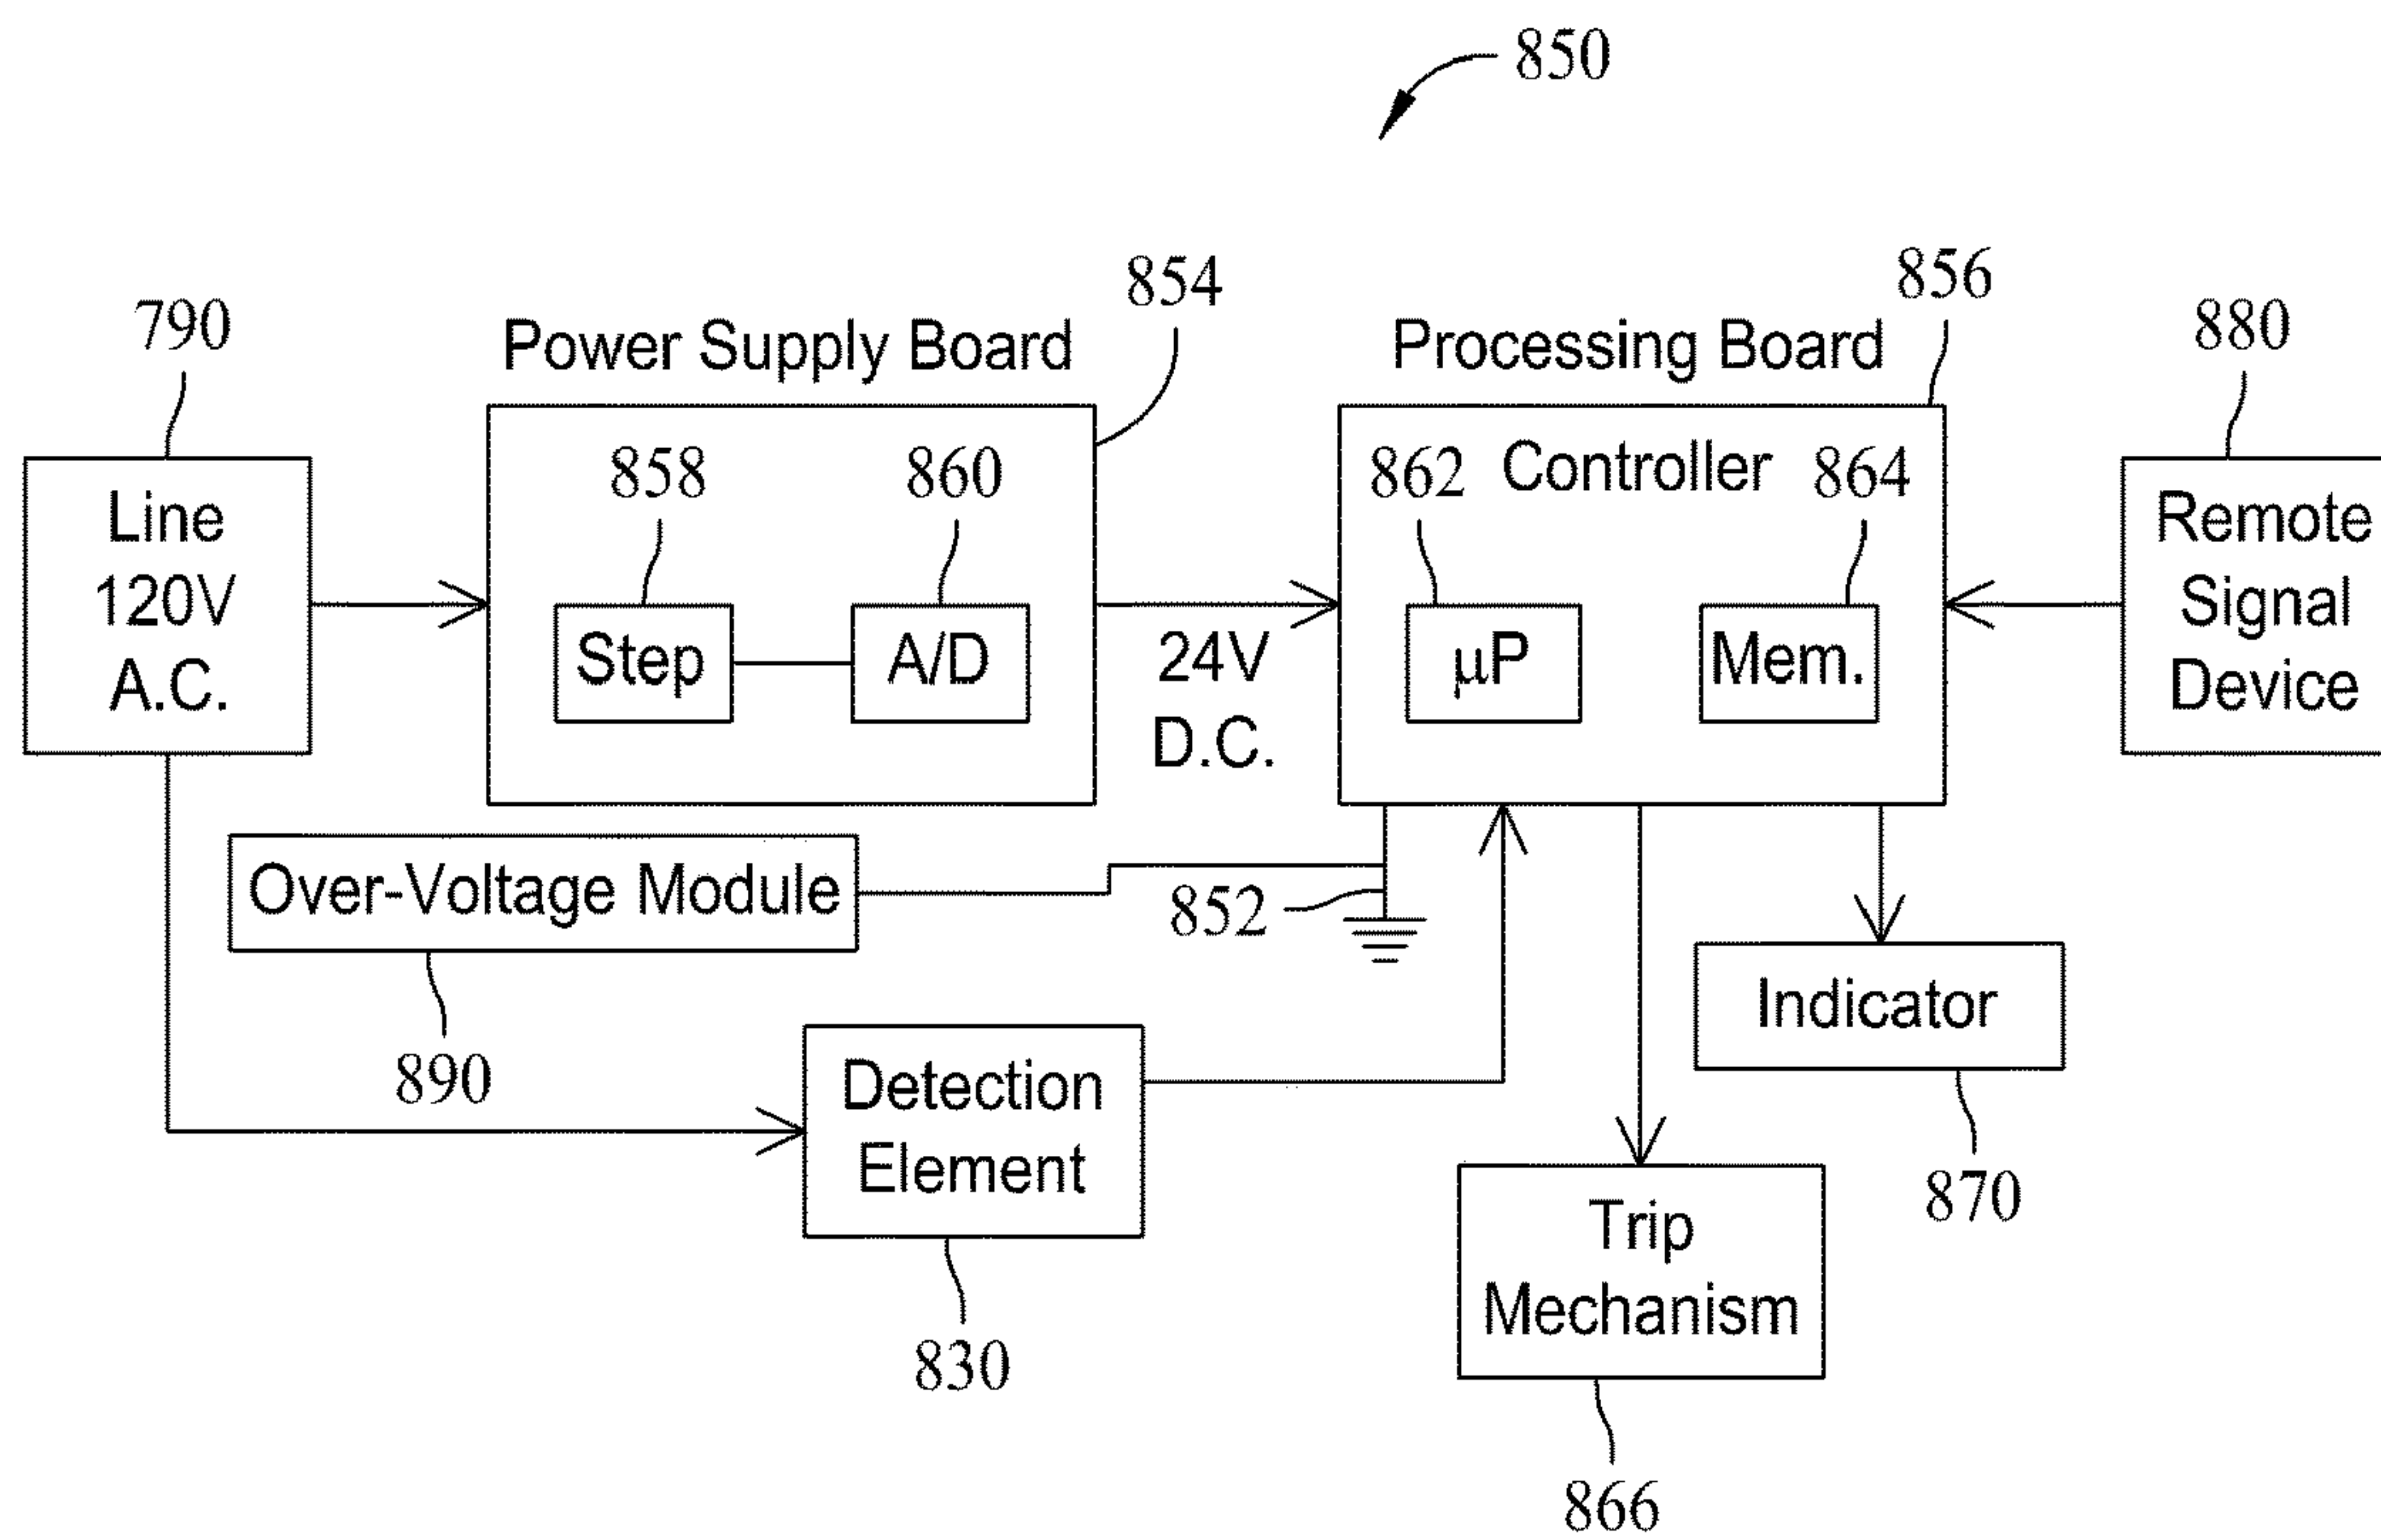 850
854
856
790
880
Power Supply Board
Processing Board
858
860
862
Controller
864
Line
120V
A.C.
Step
A/D
24V
D.C.
µP
Mem.
Remote
Signal
Device
Over-Voltage Module
852
890
Detection
Element
830
Indicator
870
Trip
Mechanism
866